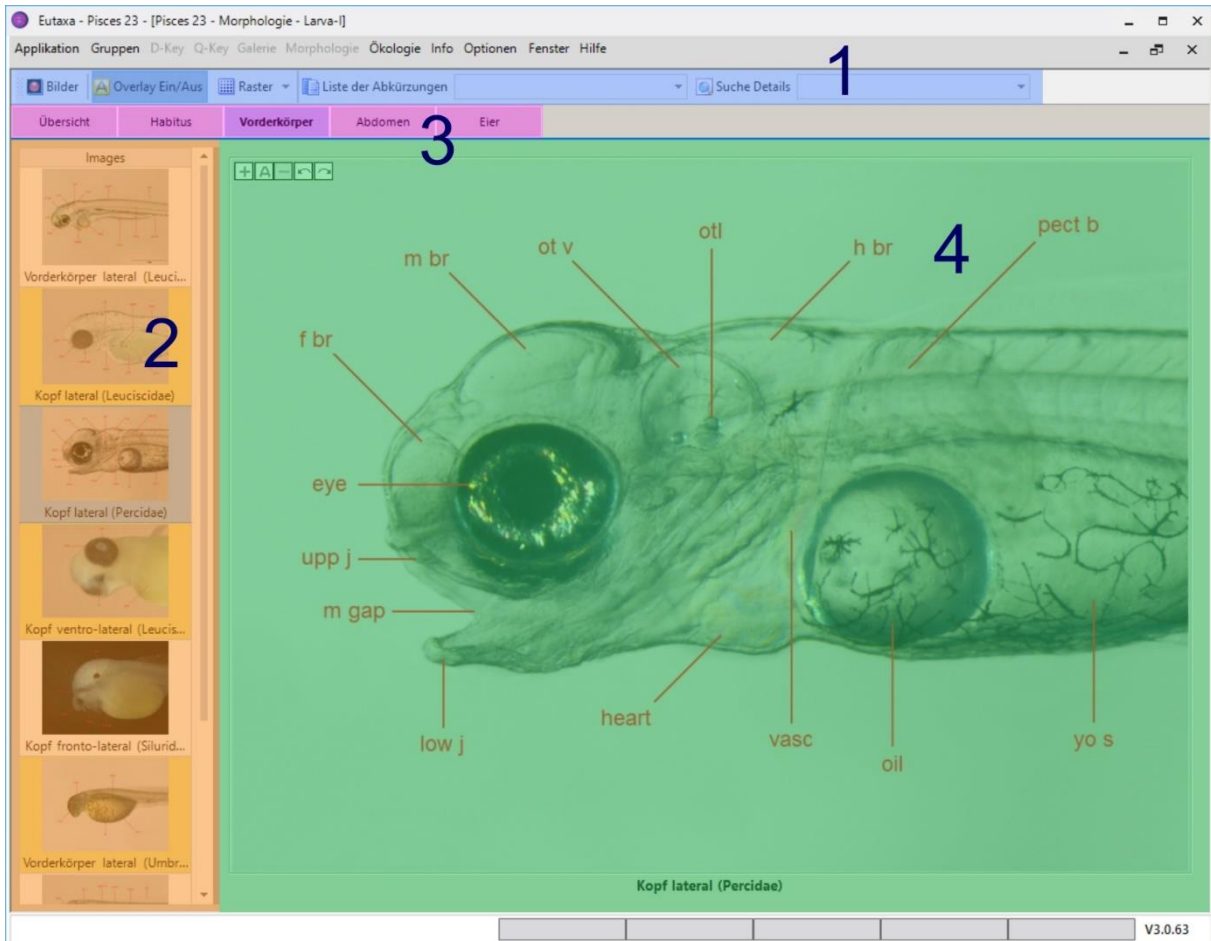 Eutaxa - Pisces 23 - [Pisces 23 - Morphologie - Larva-I]
Applikation Gruppen D-Key Q-Key Galerie Morphologie Ökologie Info Optionen Fenster Hilfe
1
Bilder Overlay Ein/Aus Raster Liste der Abkürzungen Suche Details
Übersicht Habitus Vorderkörper Abdomen Eier
3
Images
Vorderkörper lateral (Leuci...
2
Kopf lateral (Leuciscidae)
Kopf lateral (Percidae)
Kopf ventro-lateral (Leucis...
Kopf fronto-lateral (Silurid...
Vorderkörper lateral (Umbr...
A
4
pect b
otl
h br
ot v
m br
f br
eye
upp j
m gap
heart
low j
vasc
yo s
oil
Kopf lateral (Percidae)
V3.0.63